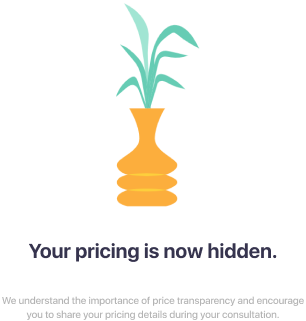 Your pricing is now hidden.
We understand the importance of price transparency and encourage
you to share your pricing details during your consultation.